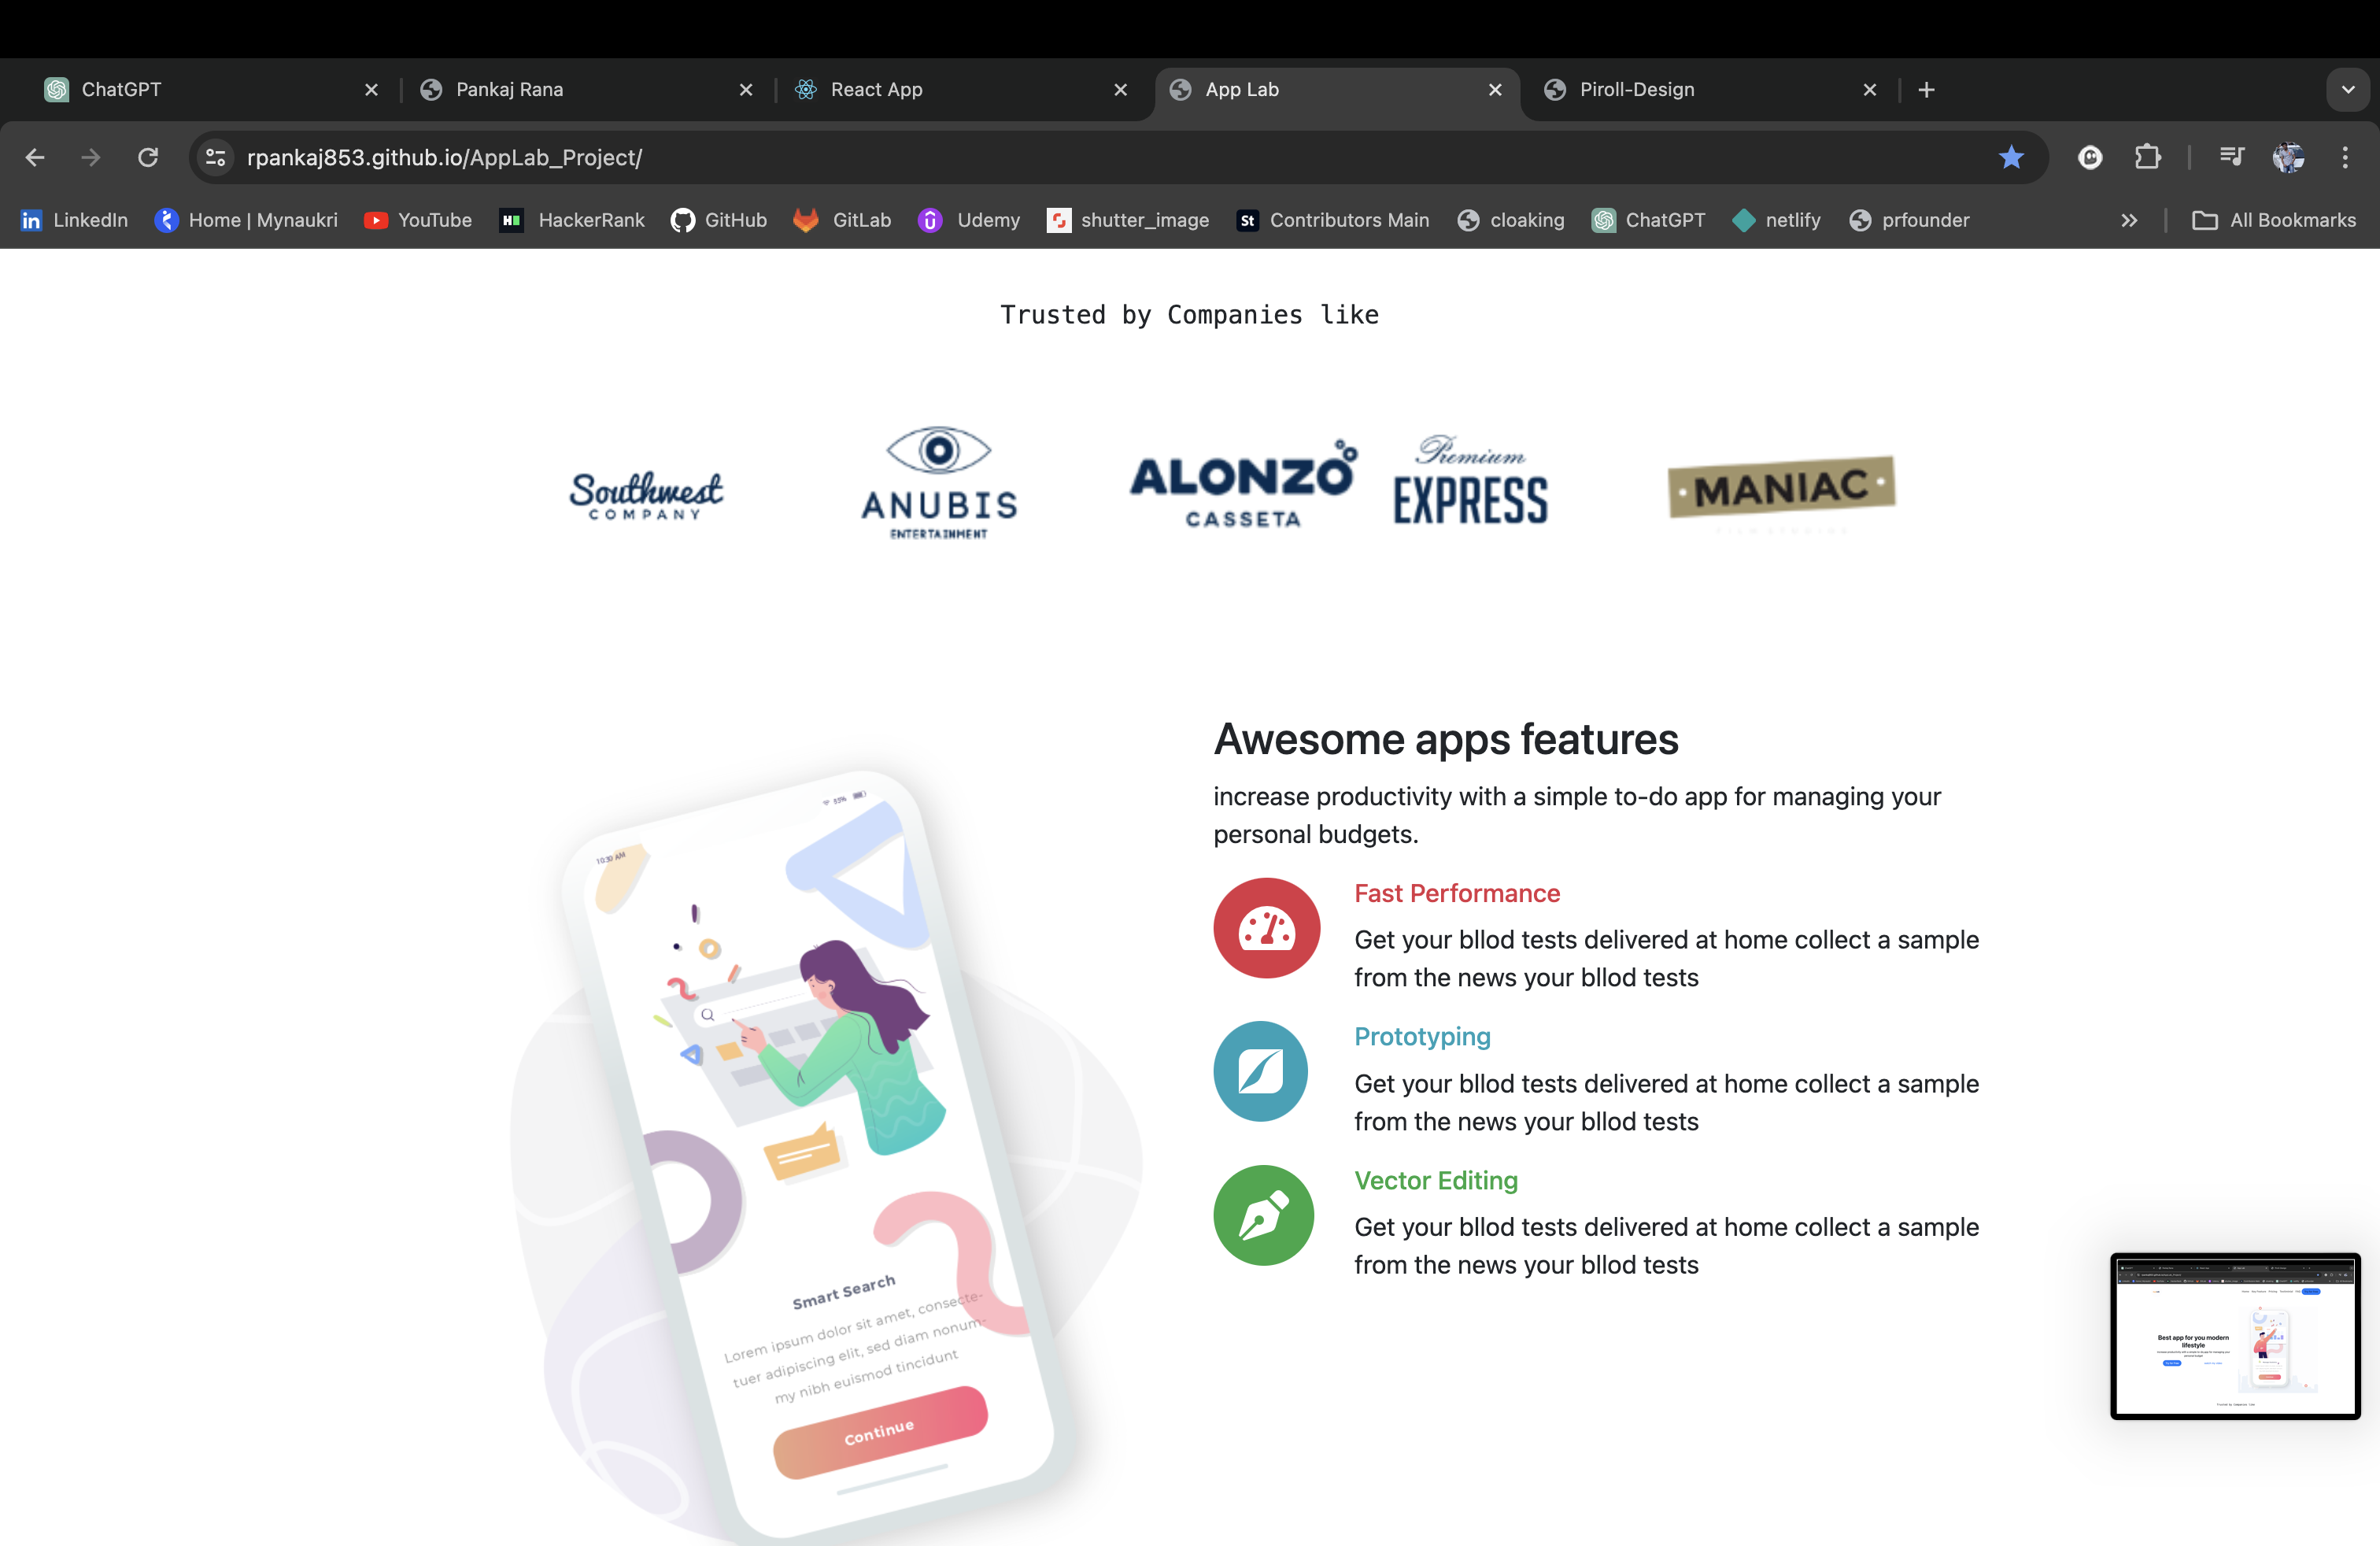 ChatGPT
Pankaj Rana
React App
App Lab
Piroll-Design
rpankaj853.github.io/AppLab_Project/
LinkedIn
Home | Mynaukri
YouTube
HackerRank
GitHub
GitLab
Udemy
shutter_image
Contributors Main
cloaking
ChatGPT
netlify
prfounder
All Bookmarks
Trusted by Companies like
Southwest
COMPANY
ANUBIS
ENTERTAINMENT
ALONZO
CASSETA
Premium
EXPRESS
MANIAC
Awesome apps features
increase productivity with a simple to-do app for managing your
personal budgets.
Fast Performance
Get your bllod tests delivered at home collect a sample
from the news your bllod tests
Prototyping
Get your bllod tests delivered at home collect a sample
from the news your bllod tests
Vector Editing
Get your bllod tests delivered at home collect a sample
from the news your bllod tests
10:30 AM
Smart Search
Lorem ipsum dolor sit amet, consecte-
tuer adipiscing elit, sed diam nonum-
my nibh euismod tincidunt
Continue
Best app for you modern
lifestyle